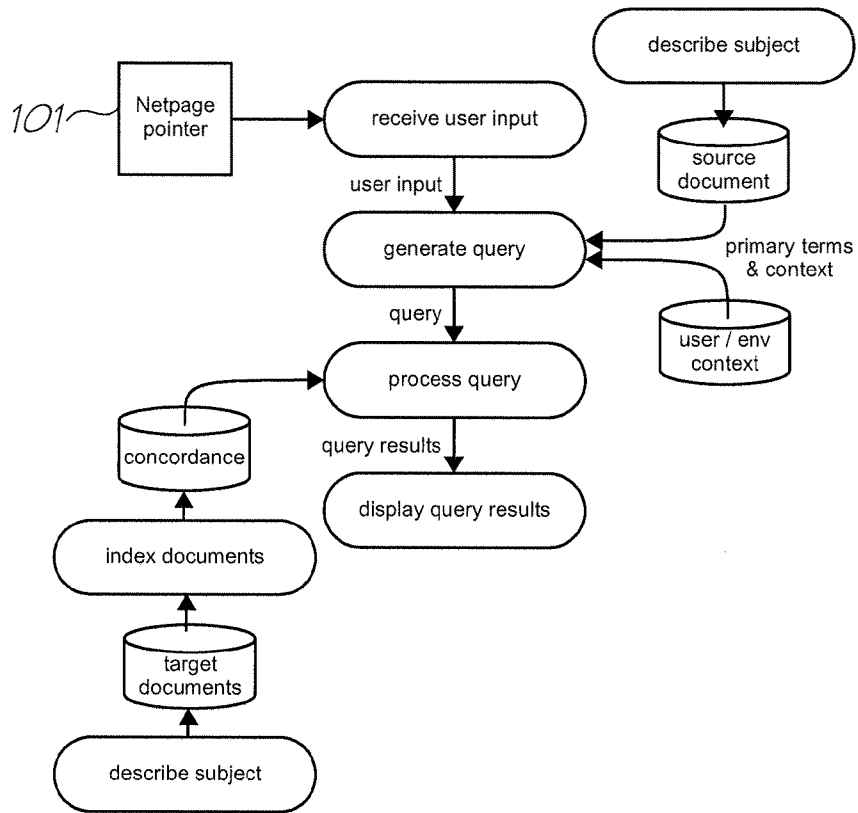 describe subject
101
Netpage
pointer
receive user input
source
document
user input
generate query
primary terms
& context
query
user / env
context
process query
query results
concordance
display query results
index documents
target
documents
describe subject